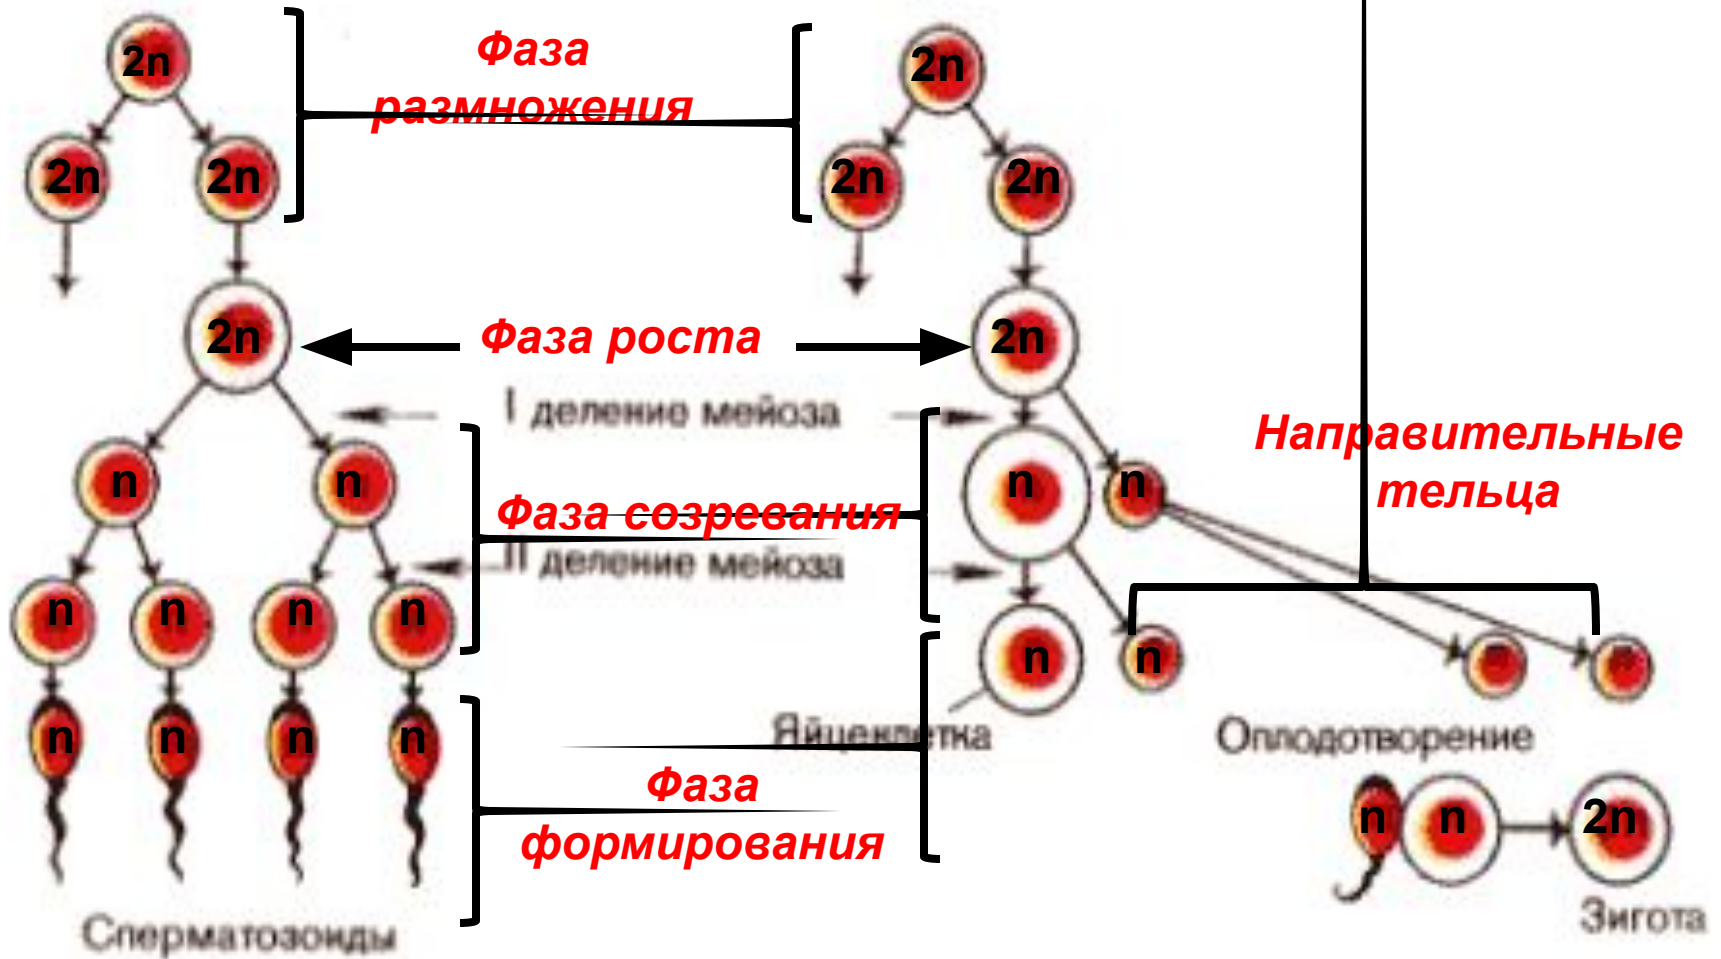 2n
2n
Фаза
размножения
2n
2n
2n
2n
2n
Фаза роста
2n
I деление мейоза
Направительные
тельца
n
n
n
n
Фаза созревания
II деление мейоза
n
n
n
n
n
n
Яйцеклетка
Оплодотворение
n
n
n
n
Фаза
формирования
n
n
2n
Сперматозоиды
Зигота